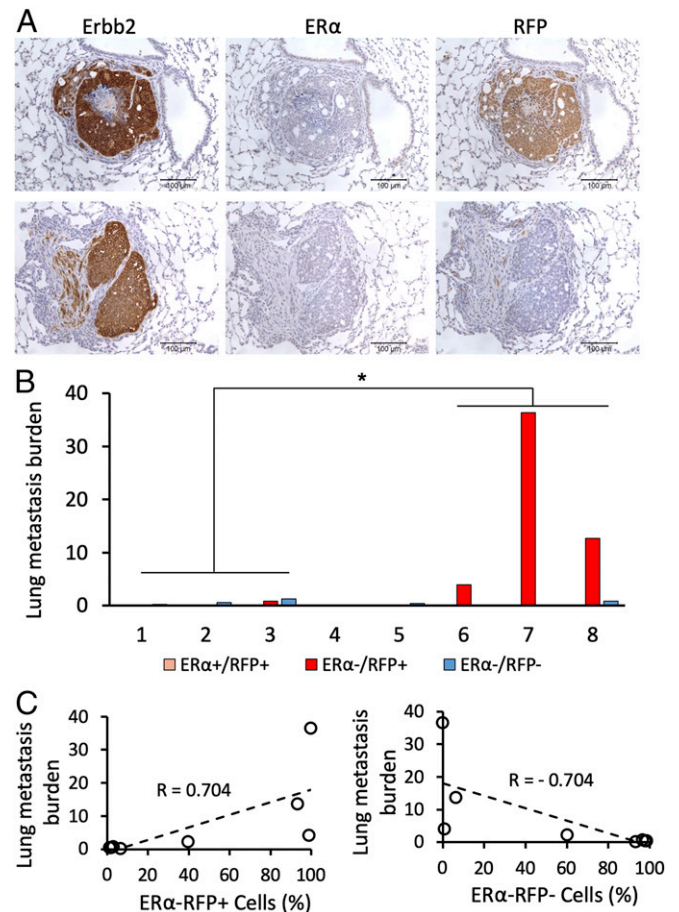 A
Erbb2 ERα RFP
100 µm 100 µm 100 µm
100 µm 100 µm 100 µm
B
Lung metastasis burden
40
30
20
10
0
*
1 2 3 4 5 6 7 8
ERα+/RFP+ ERα-/RFP+ ERα-/RFP-
C
Lung metastasis
burden
40
30
20
10
0
R = 0.704
0 20 40 60 80 100
ERα-RFP+ Cells (%)
Lung metastasis
burden
40
30
20
10
0
R = - 0.704
0 20 40 60 80 100
ERα-RFP- Cells (%)